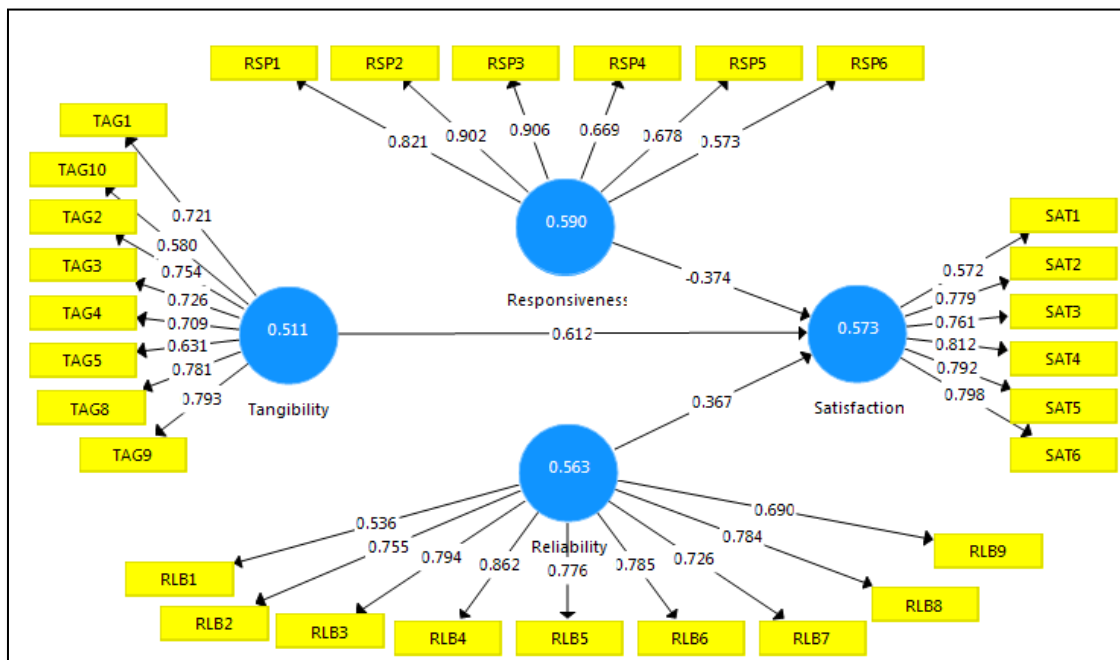 RSP1 RSP2 RSP3 RSP4 RSP5 RSP6
0.821 0.902 0.906 0.669 0.678 0.573
0.590
Responsiveness
TAG1
TAG10
TAG2
TAG3
TAG4
TAG5
TAG8
TAG9
0.721
0.580
0.754
0.726
0.709
0.631
0.781
0.793
0.511
Tangibility
-0.374
0.612
0.367
0.573
Satisfaction
0.572
0.779
0.761
0.812
0.792
0.798
SAT1
SAT2
SAT3
SAT4
SAT5
SAT6
0.563
Reliability
0.536 0.755 0.794 0.862 0.776 0.785 0.726 0.784 0.690
RLB1 RLB2 RLB3 RLB4 RLB5 RLB6 RLB7 RLB8 RLB9